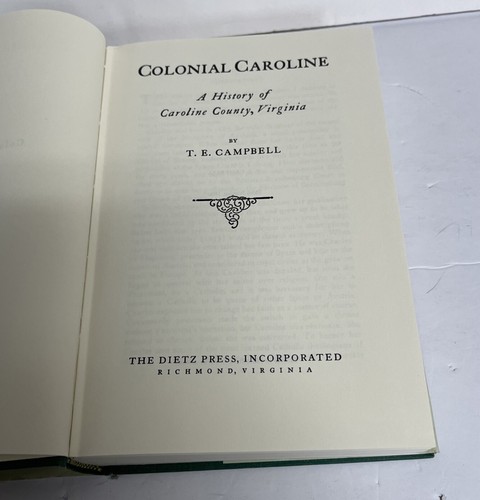 COLONIAL CAROLINE
A History of
Caroline County, Virginia
BY
T. E. CAMPBELL
THE DIETZ PRESS, INCORPORATED
RICHMOND, VIRGINIA